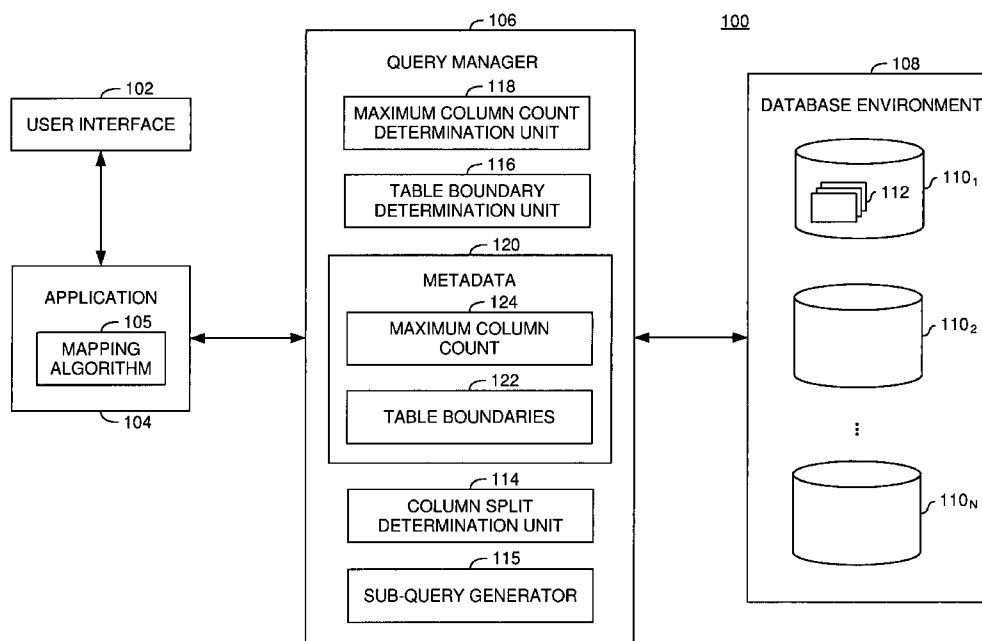 100
102
USER INTERFACE
APPLICATION
105
MAPPING
ALGORITHM
104
106
QUERY MANAGER
118
MAXIMUM COLUMN COUNT
DETERMINATION UNIT
116
TABLE BOUNDARY
DETERMINATION UNIT
120
METADATA
124
MAXIMUM COLUMN
COUNT
122
TABLE BOUNDARIES
114
COLUMN SPLIT
DETERMINATION UNIT
115
SUB-QUERY GENERATOR
108
DATABASE ENVIRONMENT
112
110₁
110₂
⋮
110N